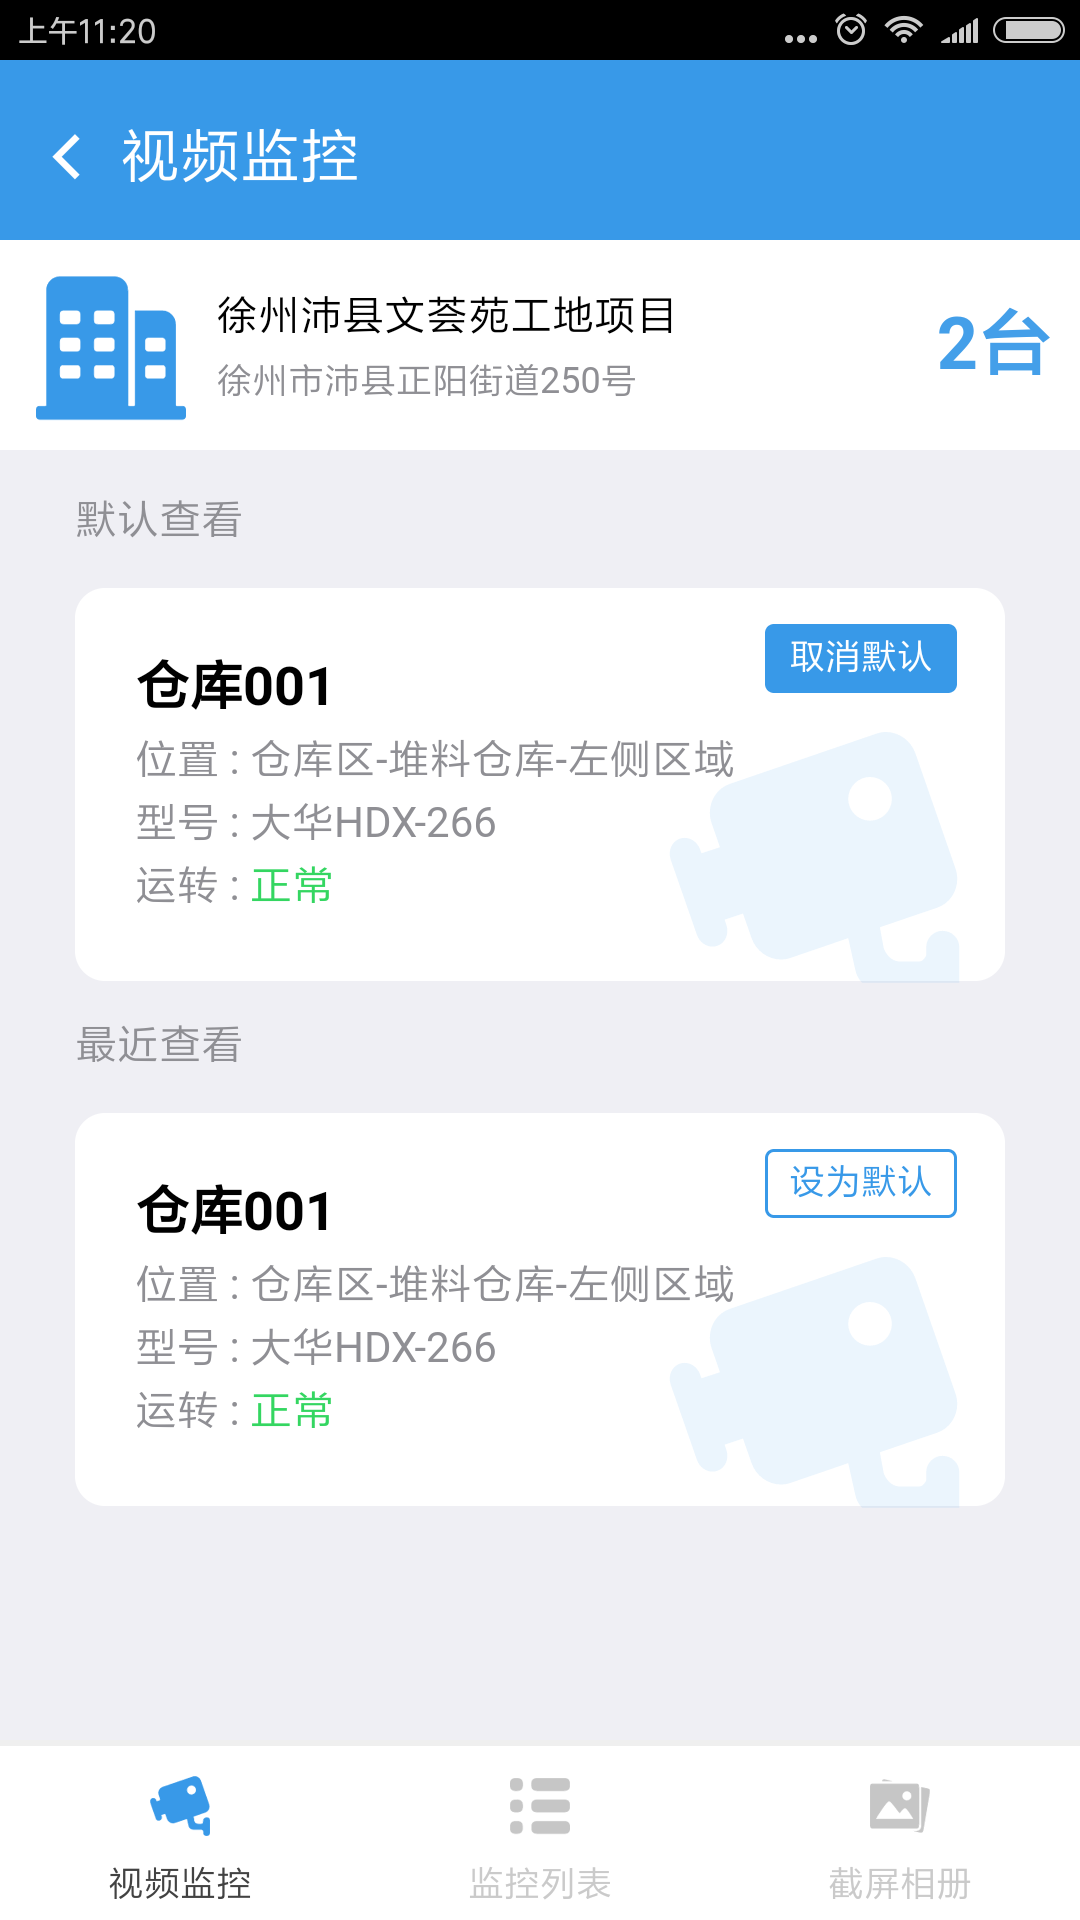 上午11:20
视频监控
徐州沛县文荟苑工地项目
徐州市沛县正阳街道250号
2台
默认查看
取消默认
仓库001
位置 : 仓库区-堆料仓库-左侧区域
型号 : 大华HDX-266
运转 : 正常
最近查看
设为默认
仓库001
位置 : 仓库区-堆料仓库-左侧区域
型号 : 大华HDX-266
运转 : 正常
视频监控
监控列表
截屏相册